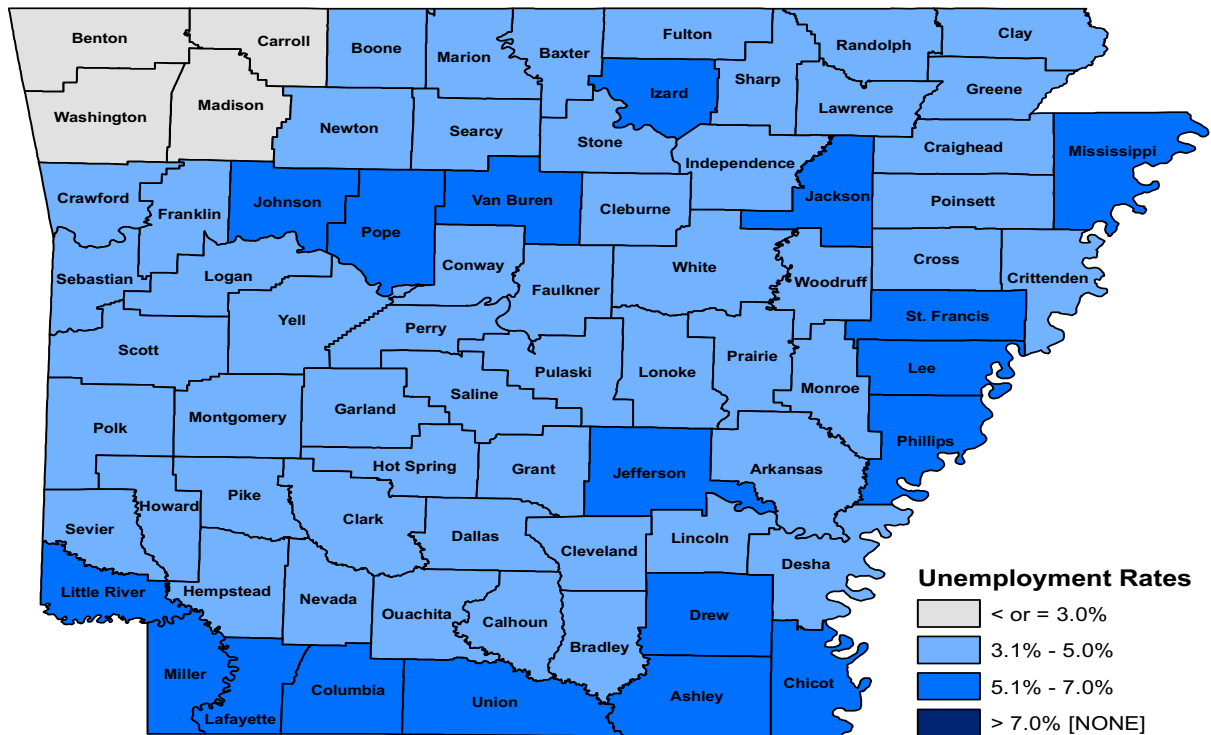 Benton
Carroll
Boone
Marion
Baxter
Fulton
Sharp
Randolph
Clay
Greene
Izard
Lawrence
Washington
Madison
Newton
Searcy
Stone
Independence
Craighead
Mississippi
Crawford
Franklin
Johnson
Pope
Van Buren
Cleburne
Jackson
Poinsett
Sebastian
Logan
Conway
Faulkner
White
Woodruff
Cross
Crittenden
Yell
Perry
St. Francis
Scott
Pulaski
Lonoke
Prairie
Monroe
Lee
Polk
Montgomery
Garland
Saline
Phillips
Hot Spring
Grant
Jefferson
Arkansas
Sevier
Howard
Pike
Clark
Dallas
Cleveland
Lincoln
Desha
Little River
Hempstead
Nevada
Ouachita
Calhoun
Bradley
Drew
Miller
Lafayette
Columbia
Union
Ashley
Chicot
Unemployment Rates
< or = 3.0%
3.1% - 5.0%
5.1% - 7.0%
> 7.0% [NONE]